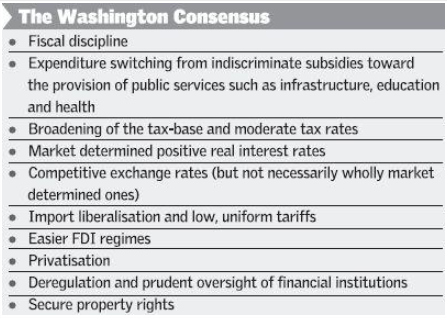 The Washington Consensus
• Fiscal discipline
• Expenditure switching from indiscriminate subsidies toward
the provision of public services such as infrastructure, education
and health
• Broadening of the tax-base and moderate tax rates
• Market determined positive real interest rates
• Competitive exchange rates (but not necessarily wholly market
determined ones)
• Import liberalisation and low, uniform tariffs
• Easier FDI regimes
• Privatisation
• Deregulation and prudent oversight of financial institutions
• Secure property rights